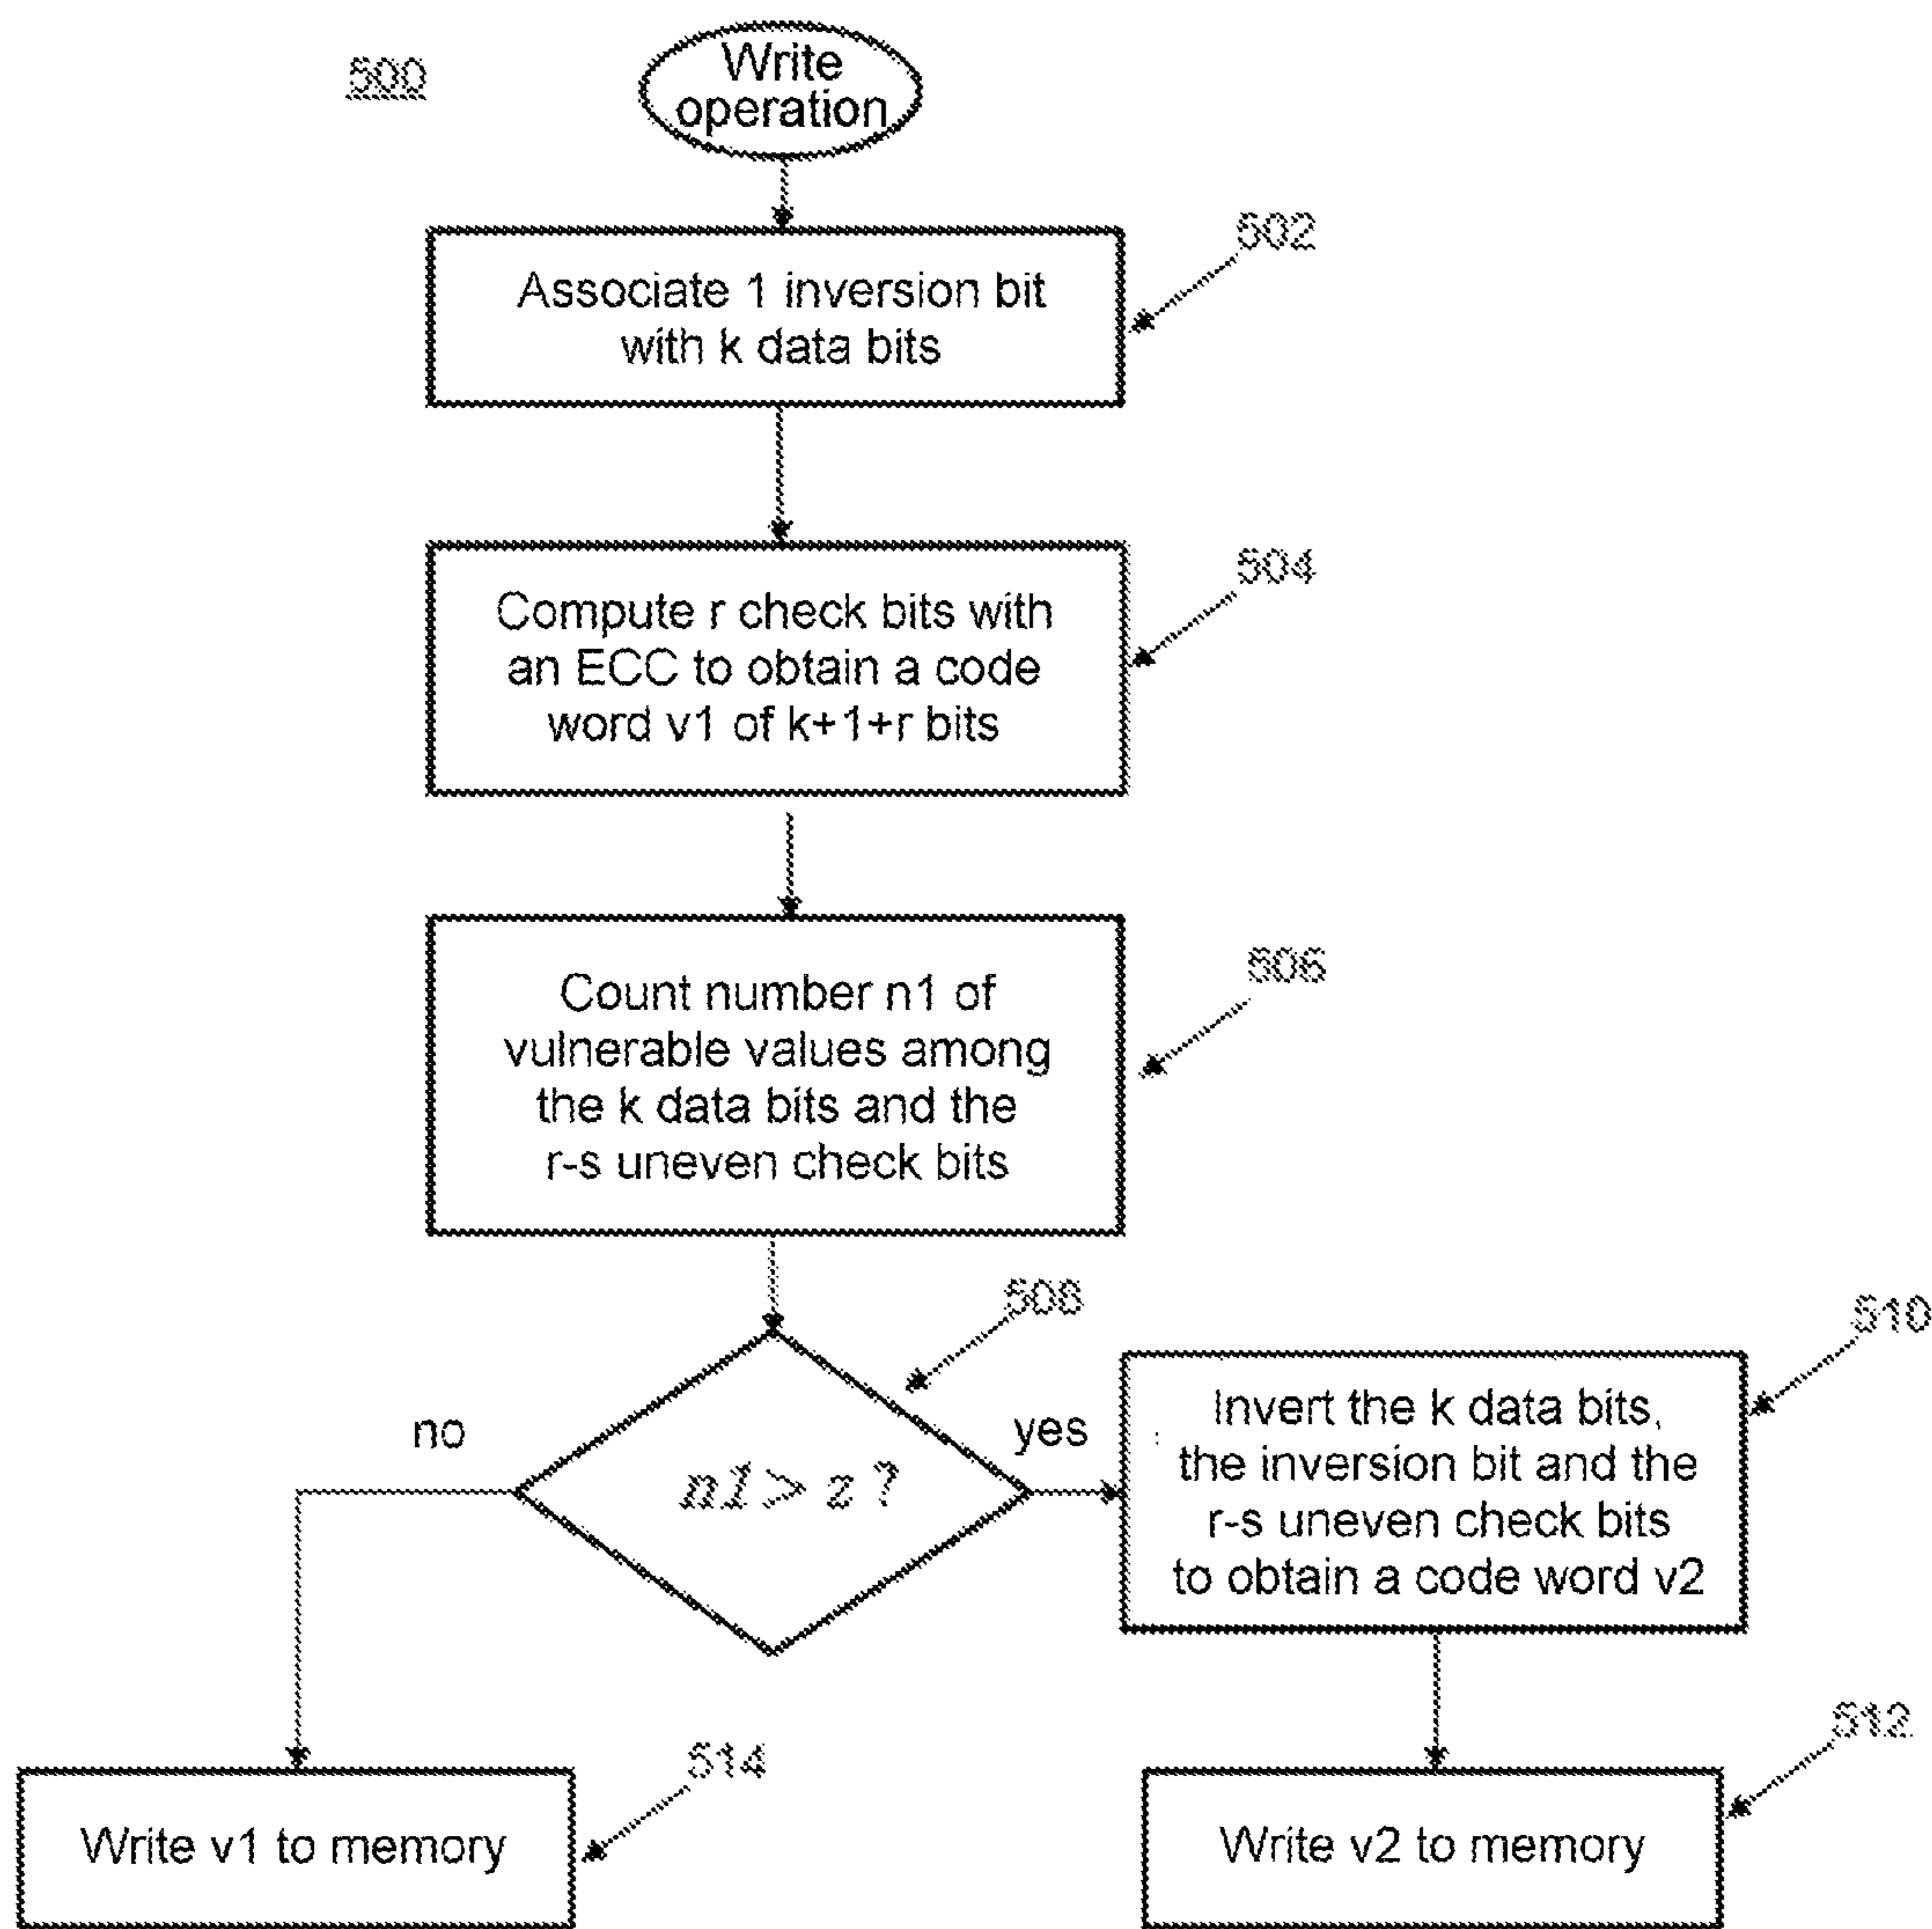 500
Write
operation
502
Associate 1 inversion bit
with k data bits
504
Compute r check bits with
an ECC to obtain a code
word v1 of k+1+r bits
506
Count number n1 of
vulnerable values among
the k data bits and the
r-s uneven check bits
508
510
no
n1 > z ?
yes
Invert the k data bits,
the inversion bit and the
r-s uneven check bits
to obtain a code word v2
514
512
Write v1 to memory
Write v2 to memory